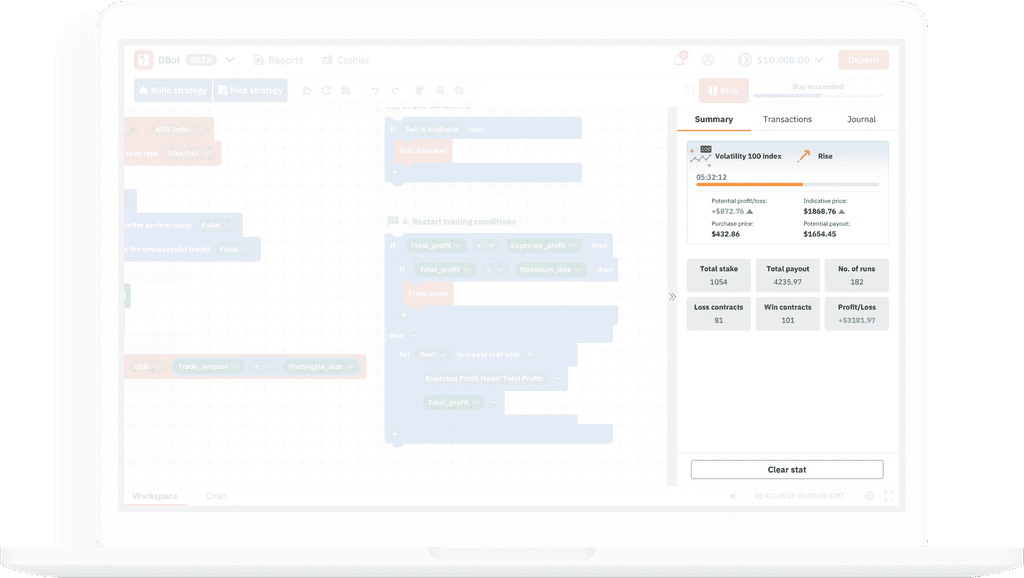 DBot BETA Reports Cashier 2 $10,000.00 Deposit
Build strategy Find strategy Stop Buy succeeded
Summary Transactions Journal
100 Volatility 100 Index Rise
05:32:12
Potential profit/loss: Indicative price:
+$872.76 $1868.76
Purchase price: Potential payout:
$432.86 $1654.45
Total stake Total payout No. of runs
1054 4235.97 182
Loss contracts Win contracts Profit/Loss
81 101 +$3181.97
Clear stat
AUD Index
Trade type Rise/Fall
better performance: False
False
USD Trade_amount Martingale_size
If Sell is available then
Sell at market
+
4. Restart trading conditions
If Total_profit < Expected_profit then
If Total_profit < Maximum_loss then
Trade again
+
else
Set Text to create text with +
Expected Profit Made! Total Profit:
Total_profit
+
Workspace Chart 01-01-2019 00:00:00 GMT